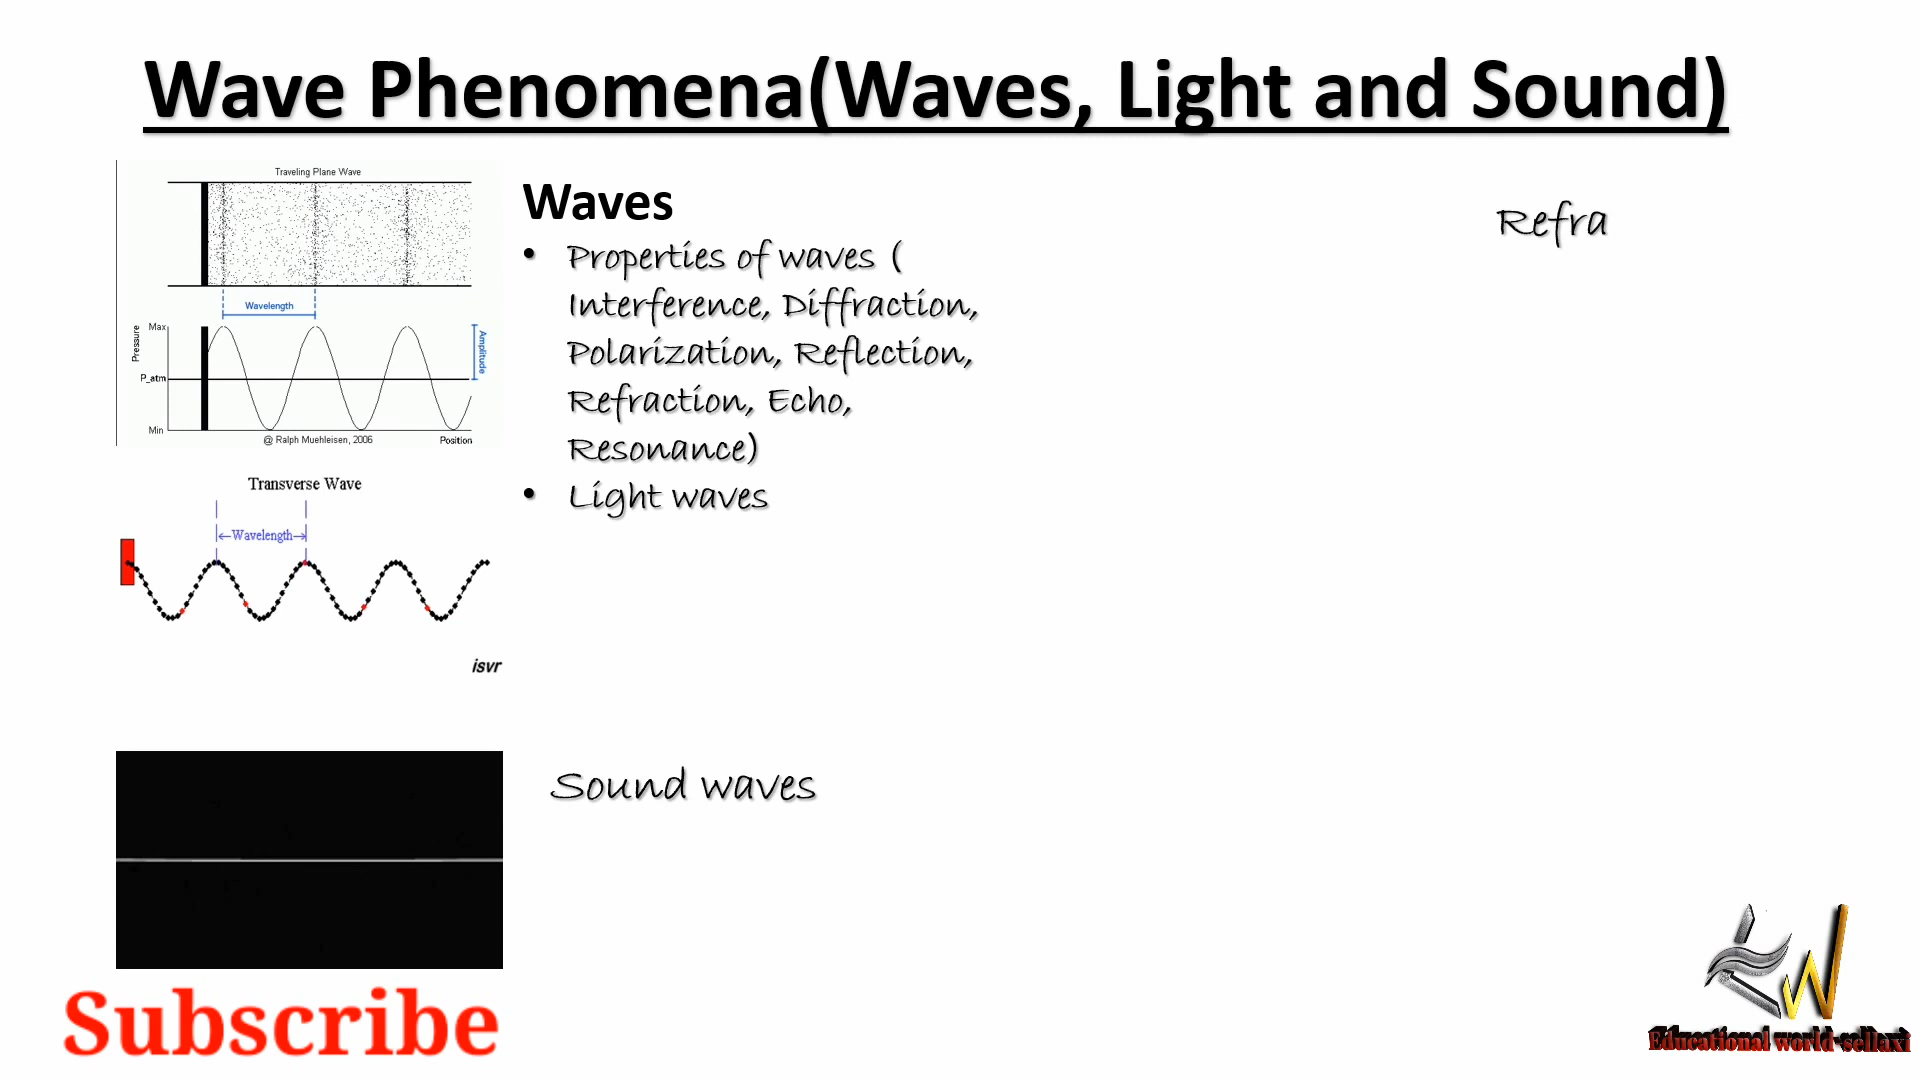 Wave Phenomena(Waves, Light and Sound)
Traveling Plane Wave
Wavelength
Max
Pressure
Amplitude
P_atm
Min
@ Ralph Muehleisen, 2006
Position
Waves
• Properties of waves (
Interference, Diffraction,
Polarization, Reflection,
Refraction, Echo,
Resonance)
• Light waves
Refra
Transverse Wave
Wavelength
isvr
Sound waves
Subscribe
EW
Educational world-sellaxi